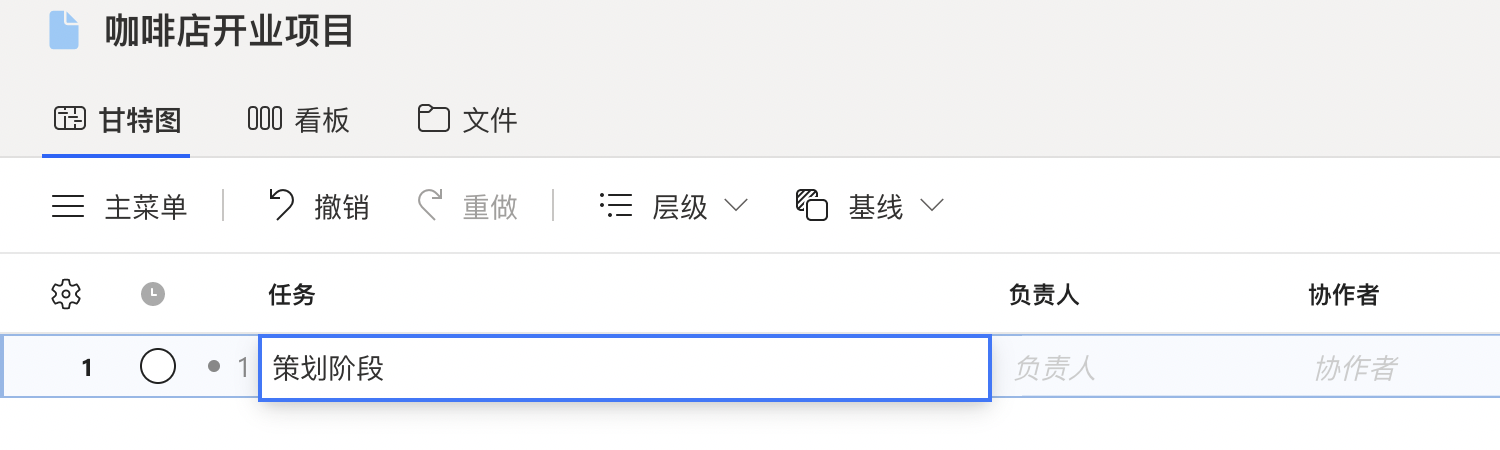 咖啡店开业项目
甘特图 看板 文件
主菜单 撤销 重做 层级 基线
任务 负责人 协作者
1 1 策划阶段 负责人 协作者